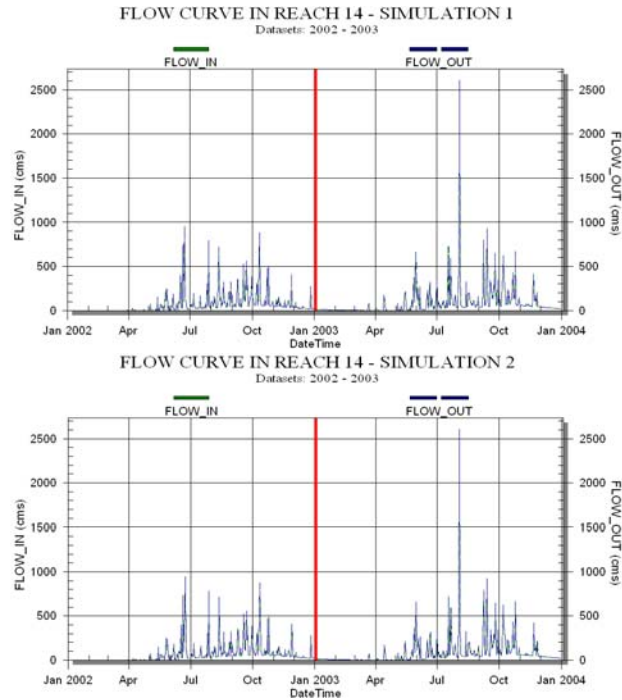 FLOW CURVE IN REACH 14 - SIMULATION 1
Datasets: 2002 - 2003
FLOW_IN FLOW_OUT
2500 2500
2000 2000
1500 1500
1000 1000
500 500
0 0
FLOW_IN (cms)
FLOW_OUT (cms)
Jan 2002 Apr Jul Oct Jan 2003 Apr Jul Oct Jan 2004
DateTime
FLOW CURVE IN REACH 14 - SIMULATION 2
Datasets: 2002 - 2003
FLOW_IN FLOW_OUT
2500 2500
2000 2000
1500 1500
1000 1000
500 500
0 0
FLOW_IN (cms)
FLOW_OUT (cms)
Jan 2002 Apr Jul Oct Jan 2003 Apr Jul Oct Jan 2004
DateTime